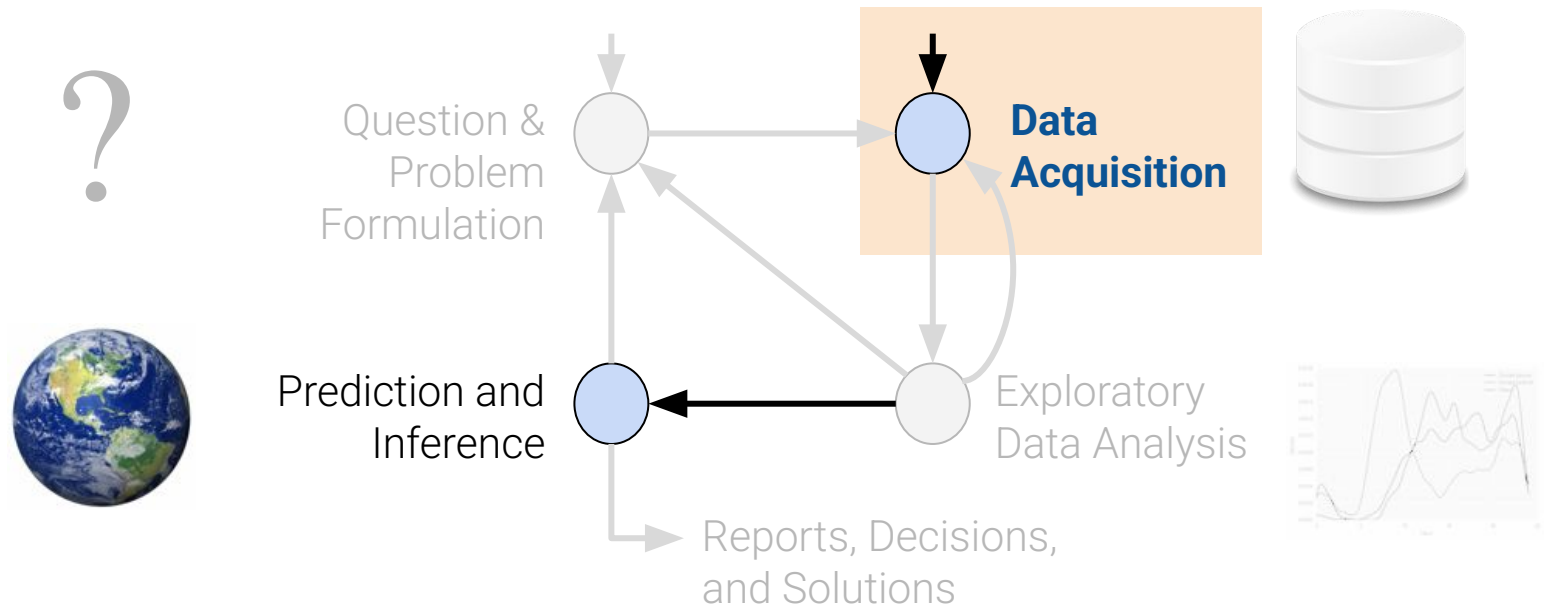 ?
Question &
Problem
Formulation
Data
Acquisition
Prediction and
Inference
Exploratory
Data Analysis
Reports, Decisions,
and Solutions